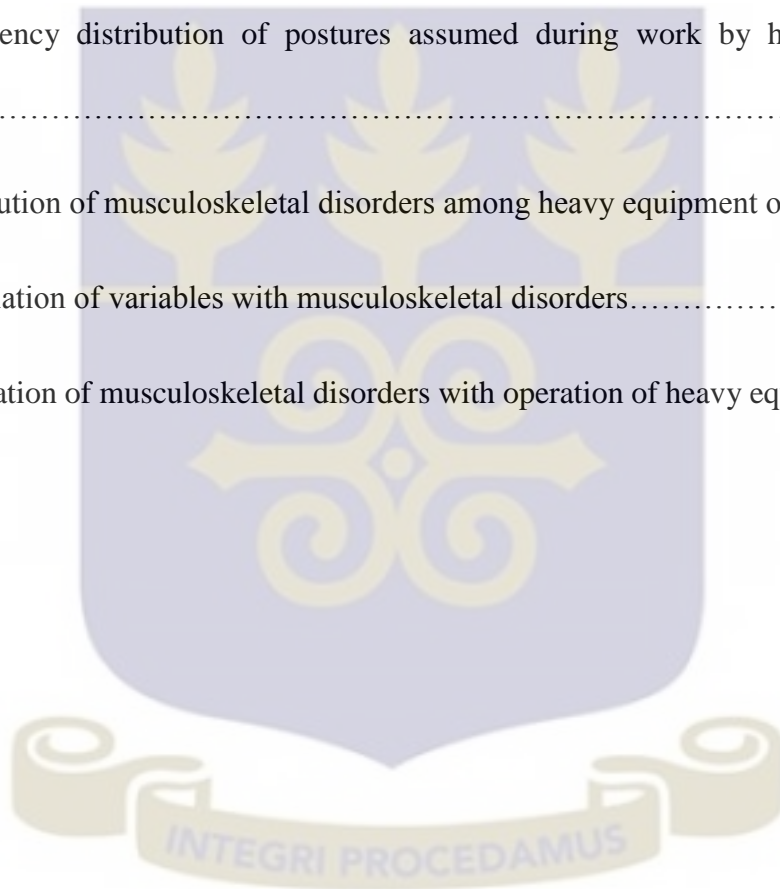 ency distribution of postures assumed during work by h
……………………………………………………………………
ution of musculoskeletal disorders among heavy equipment o
ation of variables with musculoskeletal disorders…………
ation of musculoskeletal disorders with operation of heavy eq
INTEGRI PROCEDAMUS